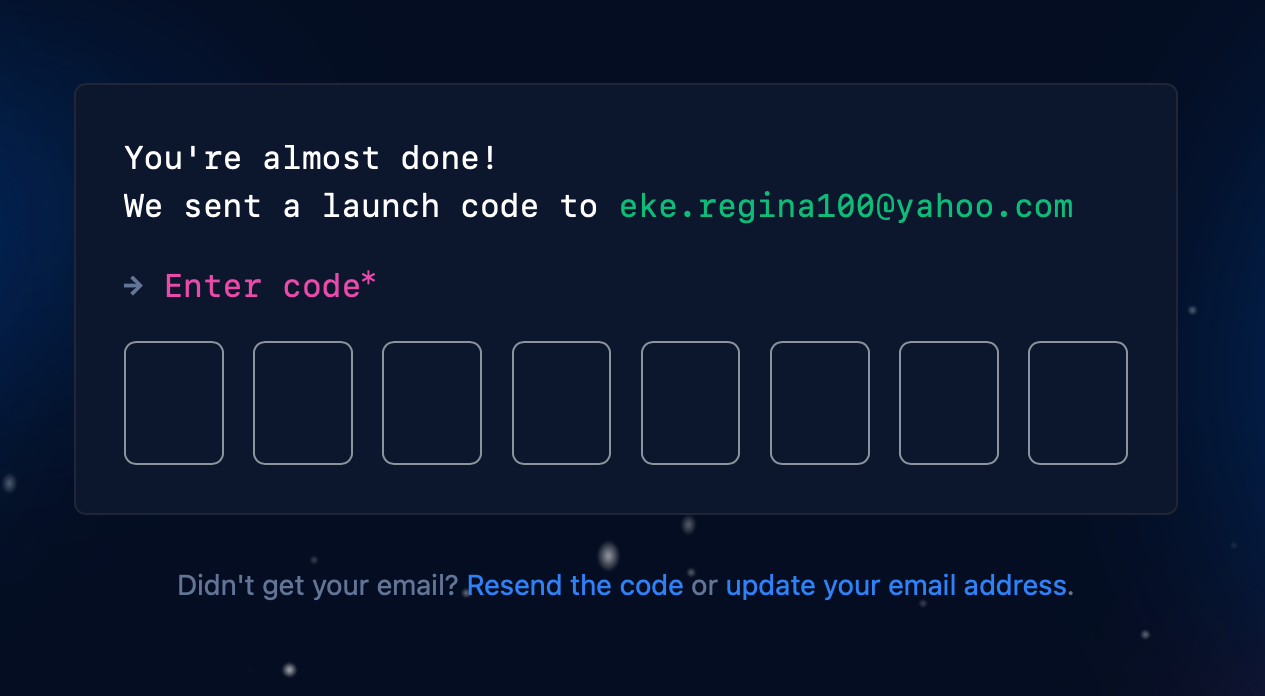 You're almost done!
We sent a launch code to eke.regina100@yahoo.com
→ Enter code*
Didn't get your email? Resend the code or update your email address.